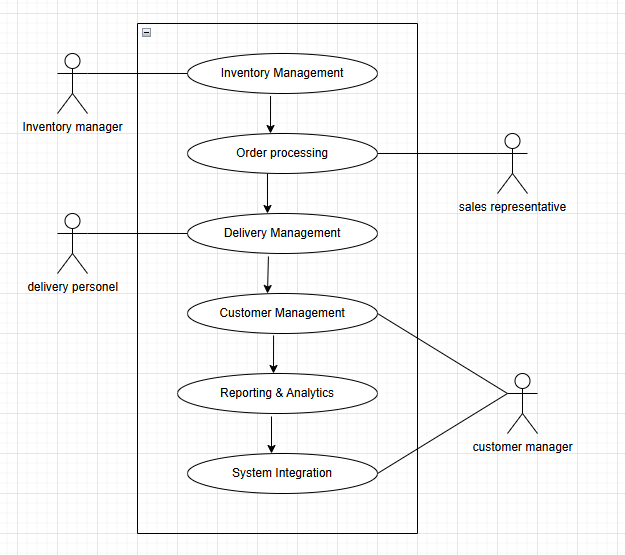 Inventory Management
Inventory manager
Order processing
sales representative
Delivery Management
delivery personel
Customer Management
Reporting & Analytics
customer manager
System Integration